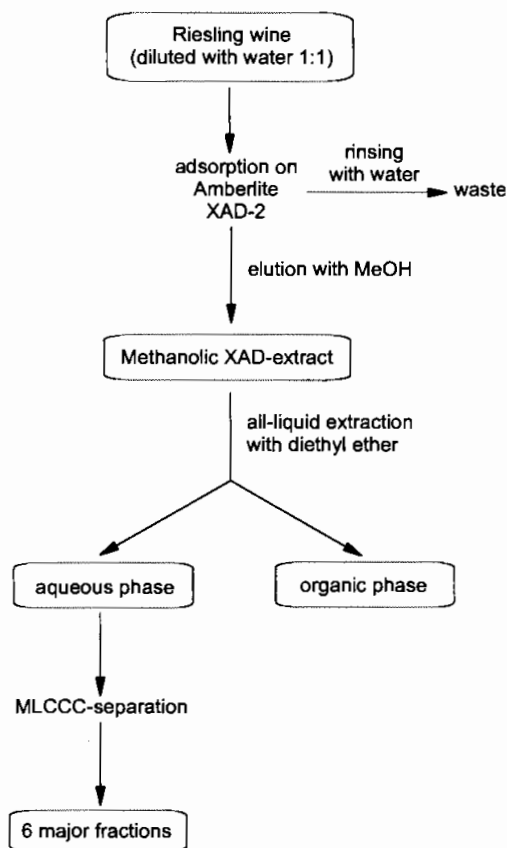 Riesling wine
(diluted with water 1:1)
adsorption on
Amberlite
XAD-2
rinsing
with water
waste
elution with MeOH
Methanolic XAD-extract
all-liquid extraction
with diethyl ether
aqueous phase
organic phase
MLCCC-separation
6 major fractions